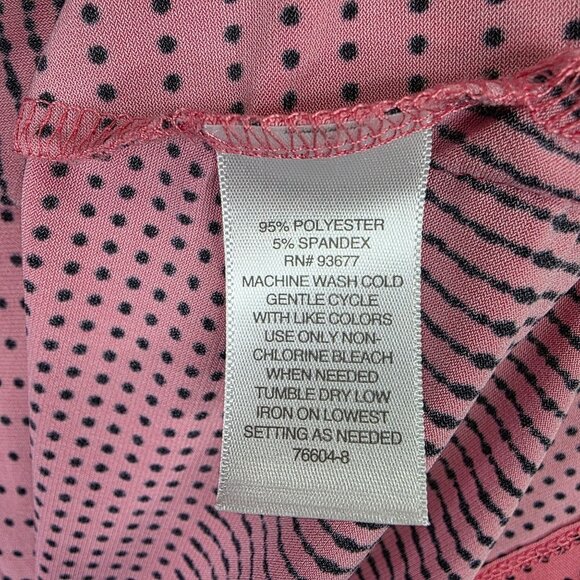 95% POLYESTER
5% SPANDEX
RN# 93677
MACHINE WASH COLD
GENTLE CYCLE
WITH LIKE COLORS
USE ONLY NON-
CHLORINE BLEACH
WHEN NEEDED
TUMBLE DRY LOW
IRON ON LOWEST
SETTING AS NEEDED
76604-8